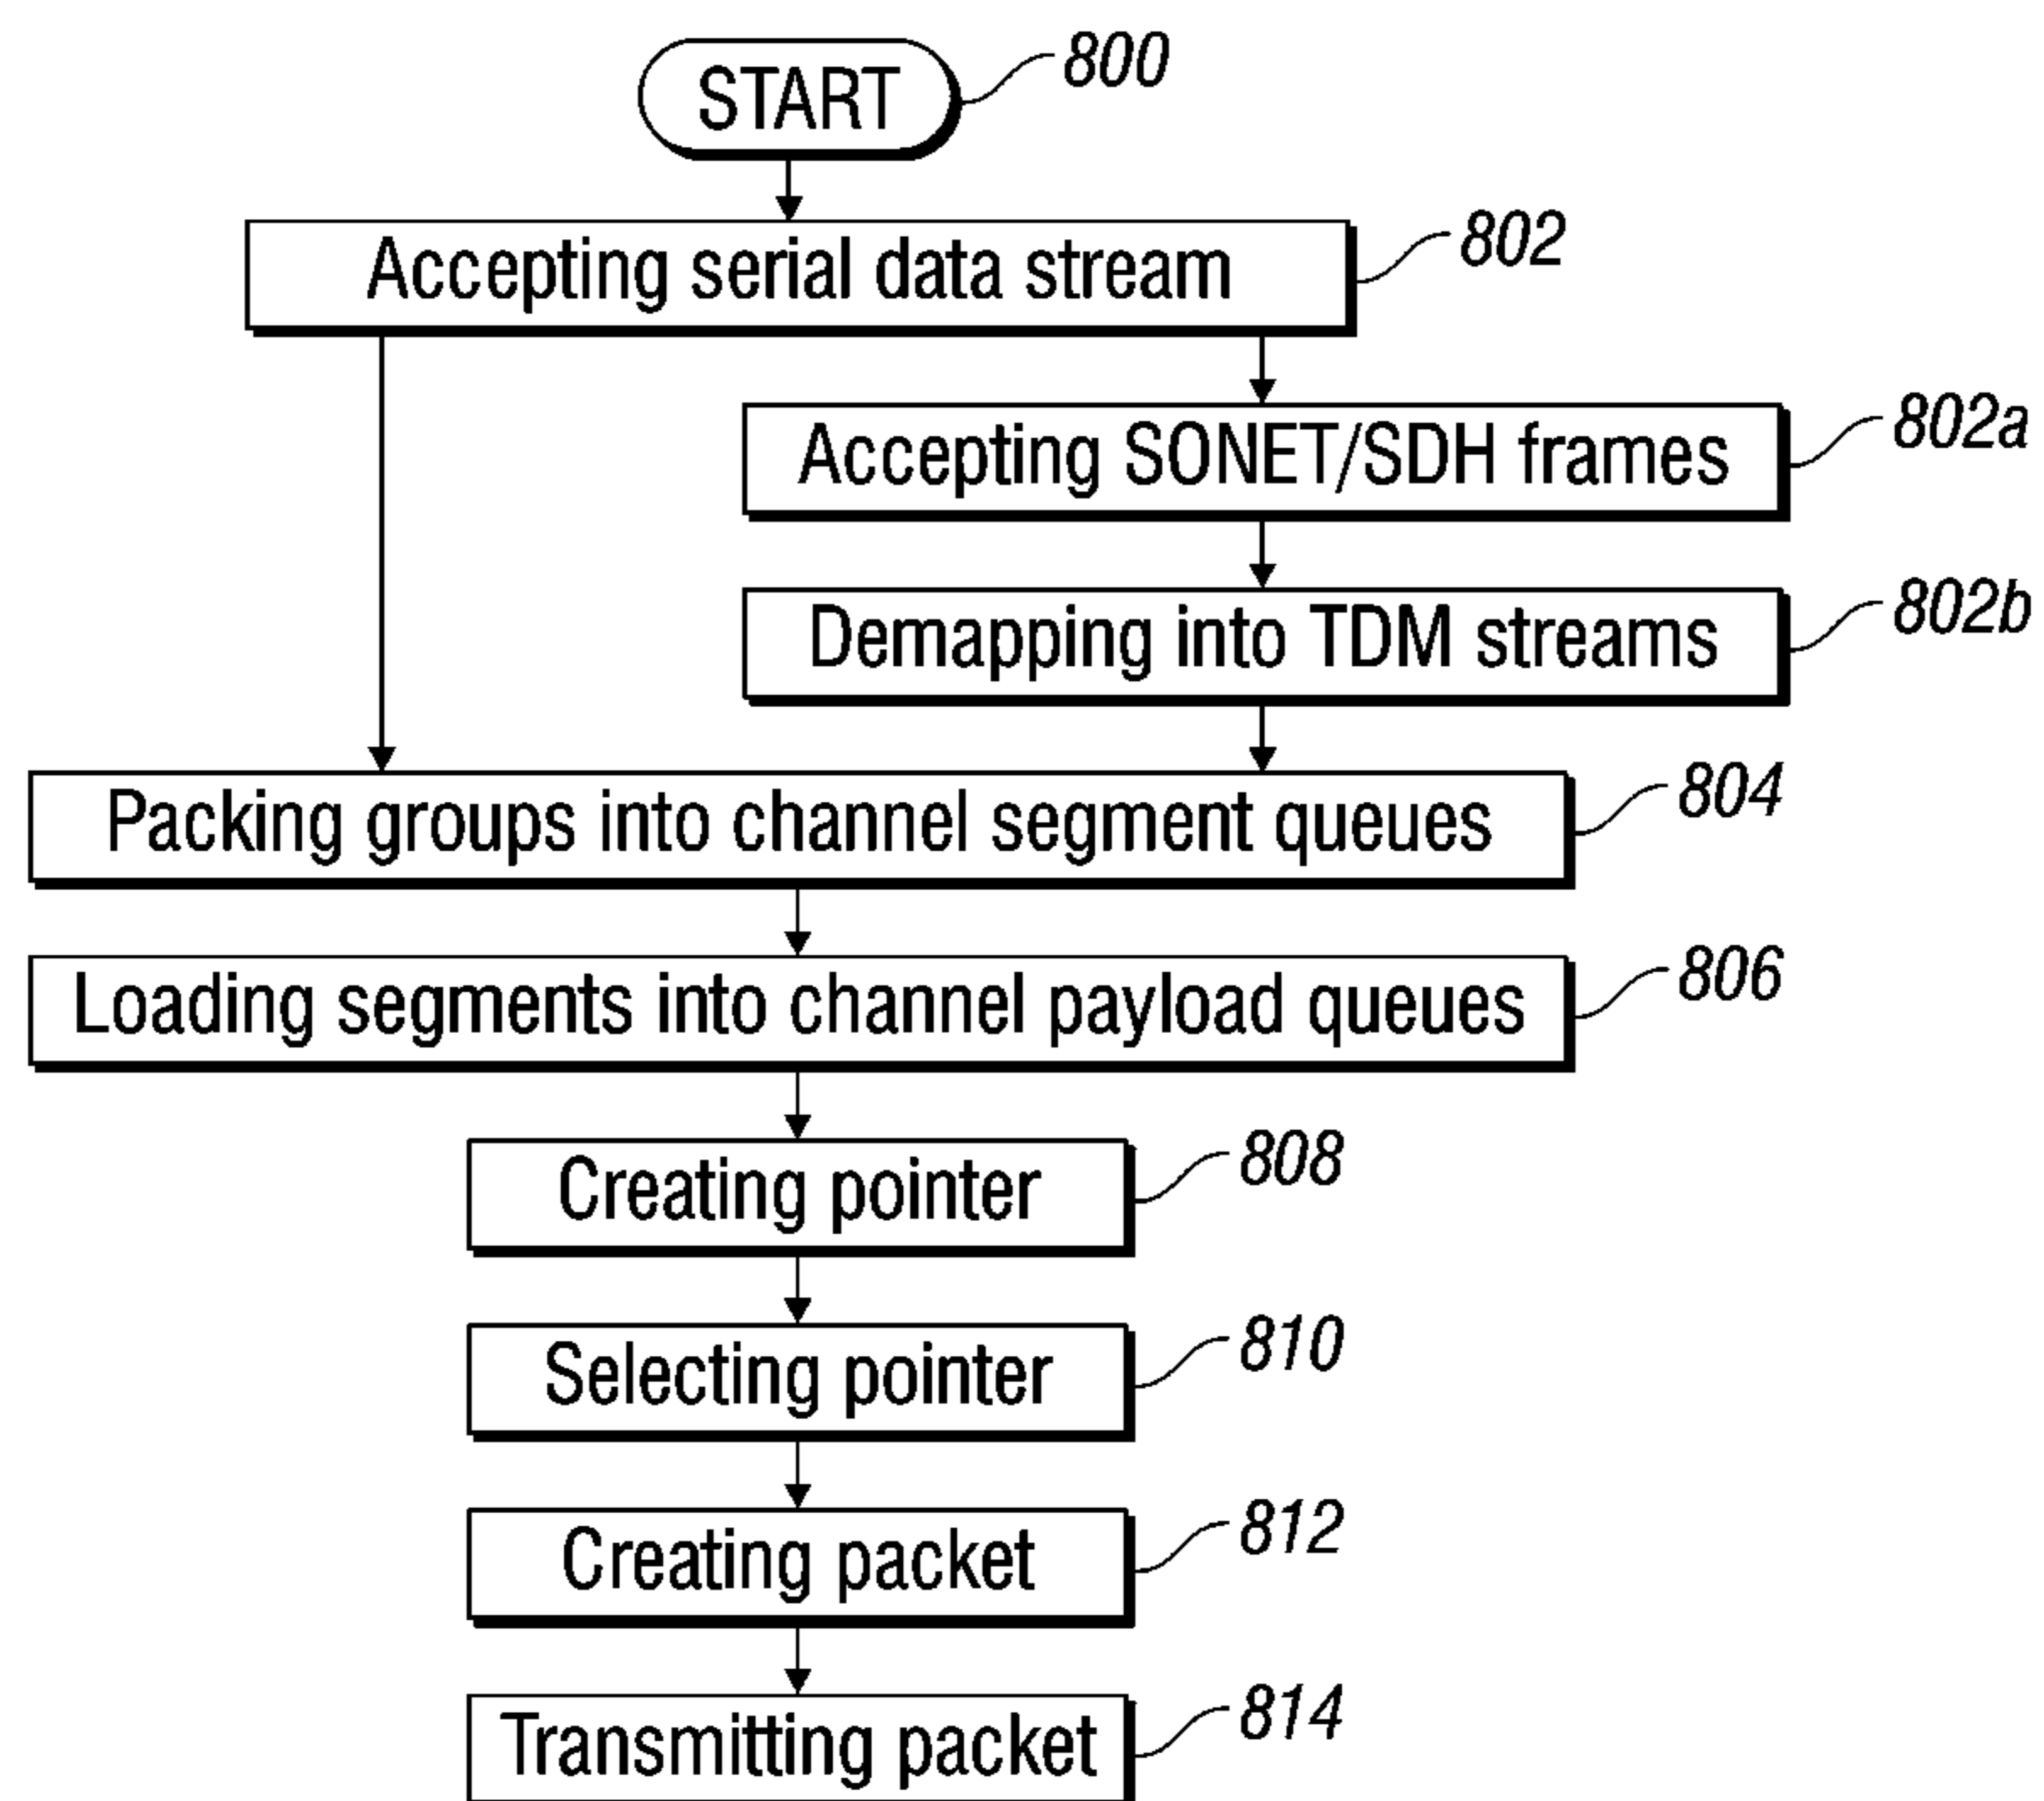 START
800
Accepting serial data stream
802
Accepting SONET/SDH frames
802a
Demapping into TDM streams
802b
Packing groups into channel segment queues
804
Loading segments into channel payload queues
806
Creating pointer
808
Selecting pointer
810
Creating packet
812
Transmitting packet
814